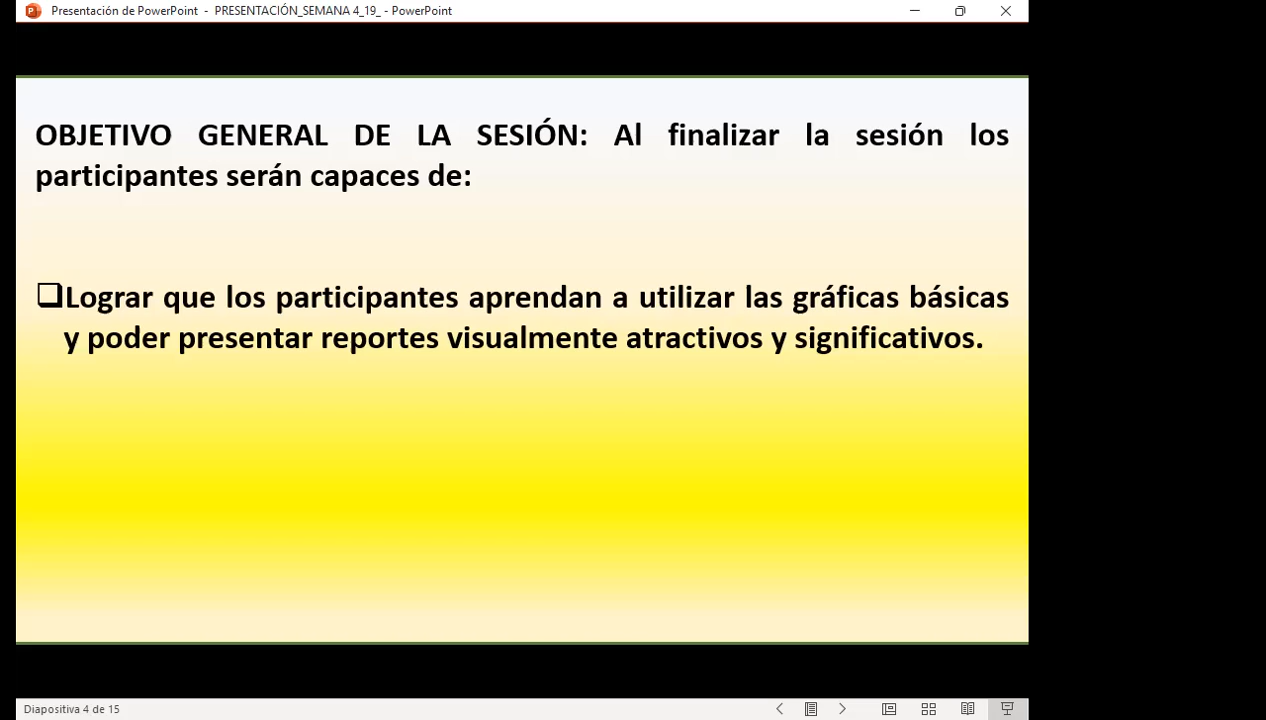 Presentación de PowerPoint - PRESENTACIÓN_SEMANA 4_19_ - PowerPoint
OBJETIVO GENERAL DE LA SESIÓN: Al finalizar la sesión los
participantes serán capaces de:
Lograr que los participantes aprendan a utilizar las gráficas básicas
y poder presentar reportes visualmente atractivos y significativos.
Diapositiva 4 de 15